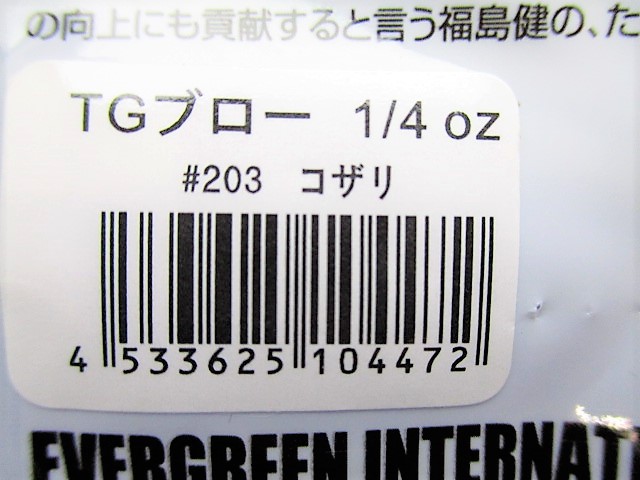 の向上にも貢献すると言う福島健の、た
TGブロー 1/4 oz
#203 コザリ
4 533625 104472
EVERGREEN INTERNAT